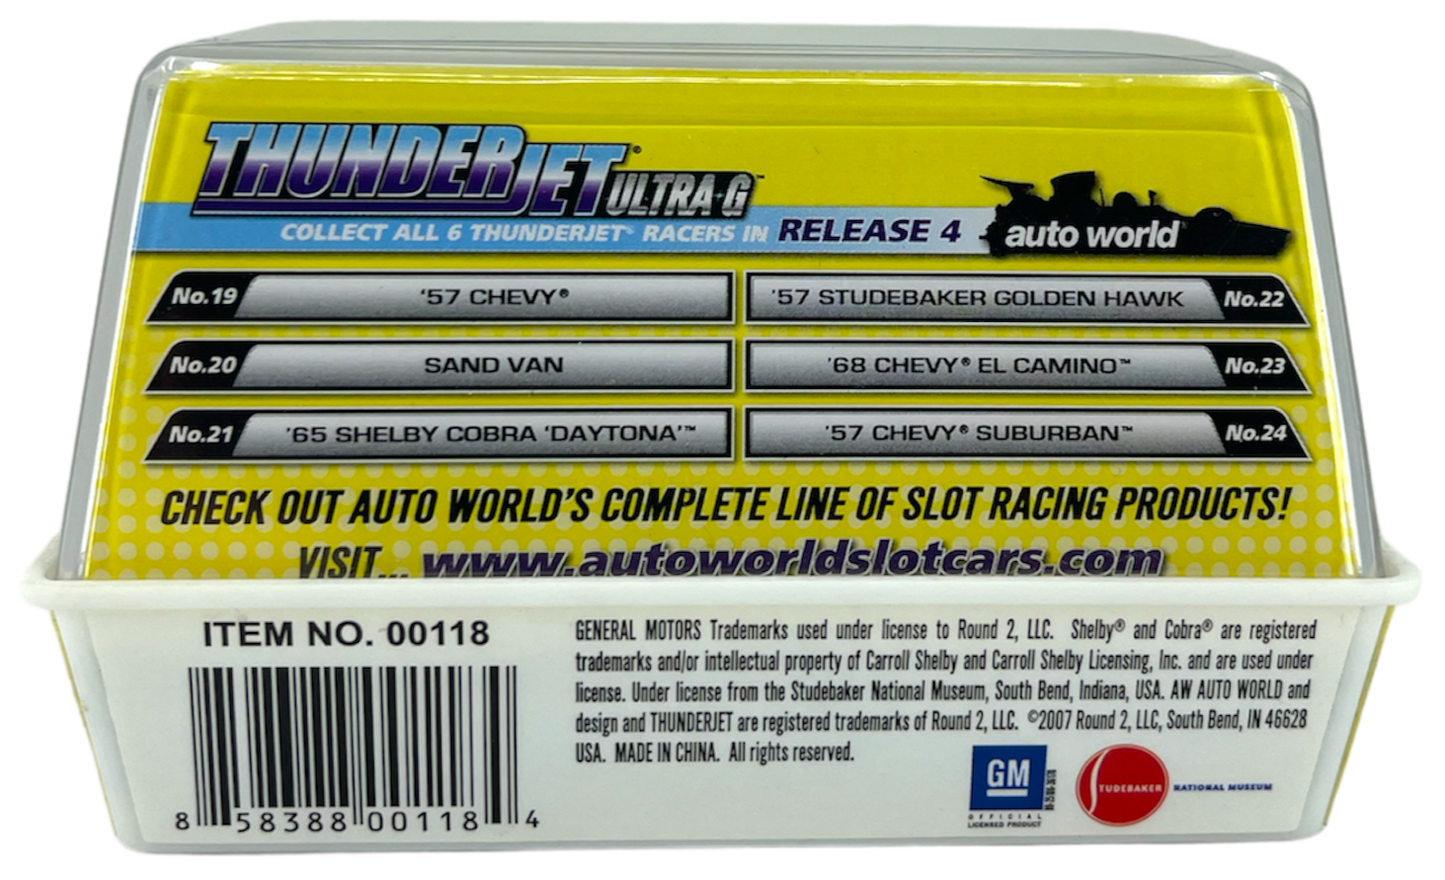 THUNDERJET® ULTRA-G™
COLLECT ALL 6 THUNDERJET® RACERS IN RELEASE 4
auto world
No.19 '57 CHEVY®
'57 STUDEBAKER GOLDEN HAWK No.22
No.20 SAND VAN
'68 CHEVY® EL CAMINO™ No.23
No.21 '65 SHELBY COBRA 'DAYTONA'™
'57 CHEVY® SUBURBAN™ No.24
CHECK OUT AUTO WORLD'S COMPLETE LINE OF SLOT RACING PRODUCTS!
VISIT... www.autoworldslotcars.com
ITEM NO. 00118
8 58388 00118 4
GENERAL MOTORS Trademarks used under license to Round 2, LLC. Shelby® and Cobra® are registered
trademarks and/or intellectual property of Carroll Shelby and Carroll Shelby Licensing, Inc. and are used under
license. Under license from the Studebaker National Museum, South Bend, Indiana, USA. AW AUTO WORLD and
design and THUNDERJET are registered trademarks of Round 2, LLC. ©2007 Round 2, LLC, South Bend, IN 46628
USA. MADE IN CHINA. All rights reserved.
GM
OFFICIAL
LICENSED PRODUCT
STUDEBAKER
NATIONAL MUSEUM